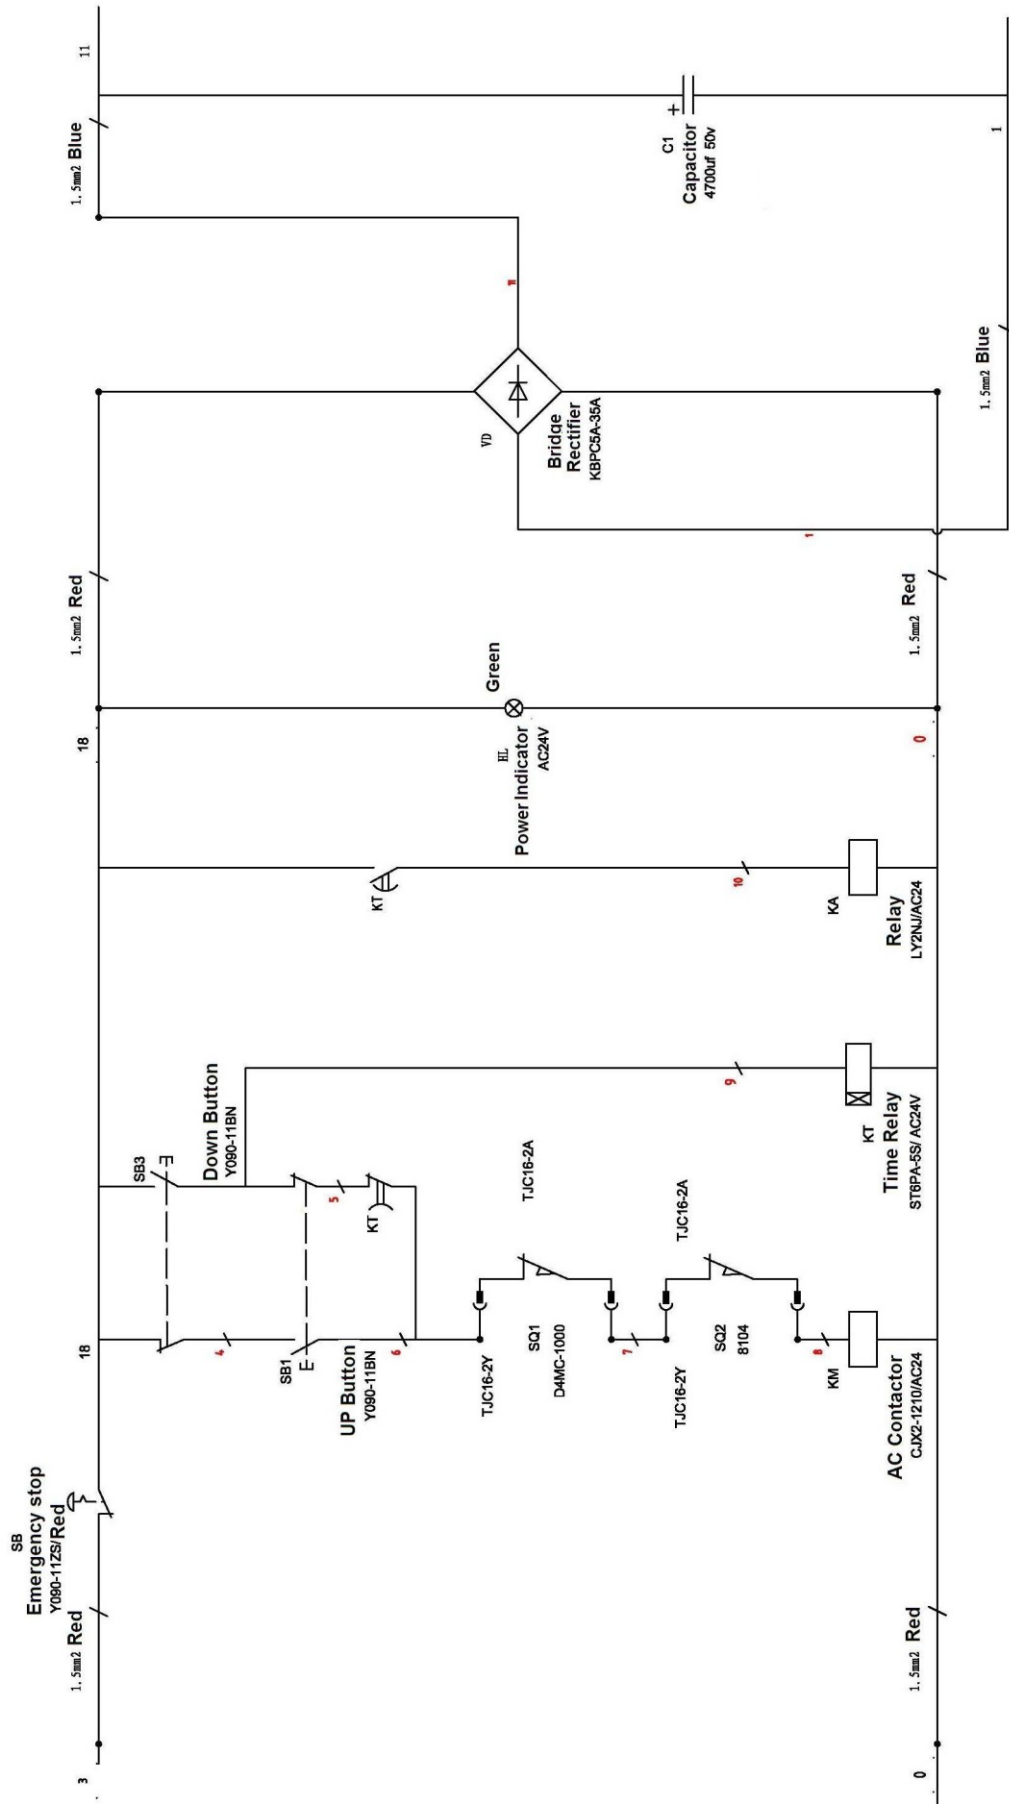 3
1.5mm2 Red
SB
Emergency stop
Y090-11ZS/Red
18
SB3
Down Button
Y090-11BN
4
SB1
UP Button
Y090-11BN
5
KT
6
TJC16-2Y
TJC16-2A
SQ1
D4MC-1000
7
TJC16-2Y
TJC16-2A
SQ2
8104
8
KM
AC Contactor
CJX2-1210/AC24
0
1.5mm2 Red
9
KT
Time Relay
ST6PA-5S/ AC24V
KT
10
KA
Relay
LY2NJ/AC24
18
HL
Power Indicator
AC24V
Green
0
1.5mm2 Red
1.5mm2 Red
VD
Bridge
Rectifier
KBPC5A-35A
11
1
1.5mm2 Blue
11
C1
Capacitor
4700uf 50v
+
1.5mm2 Blue
1